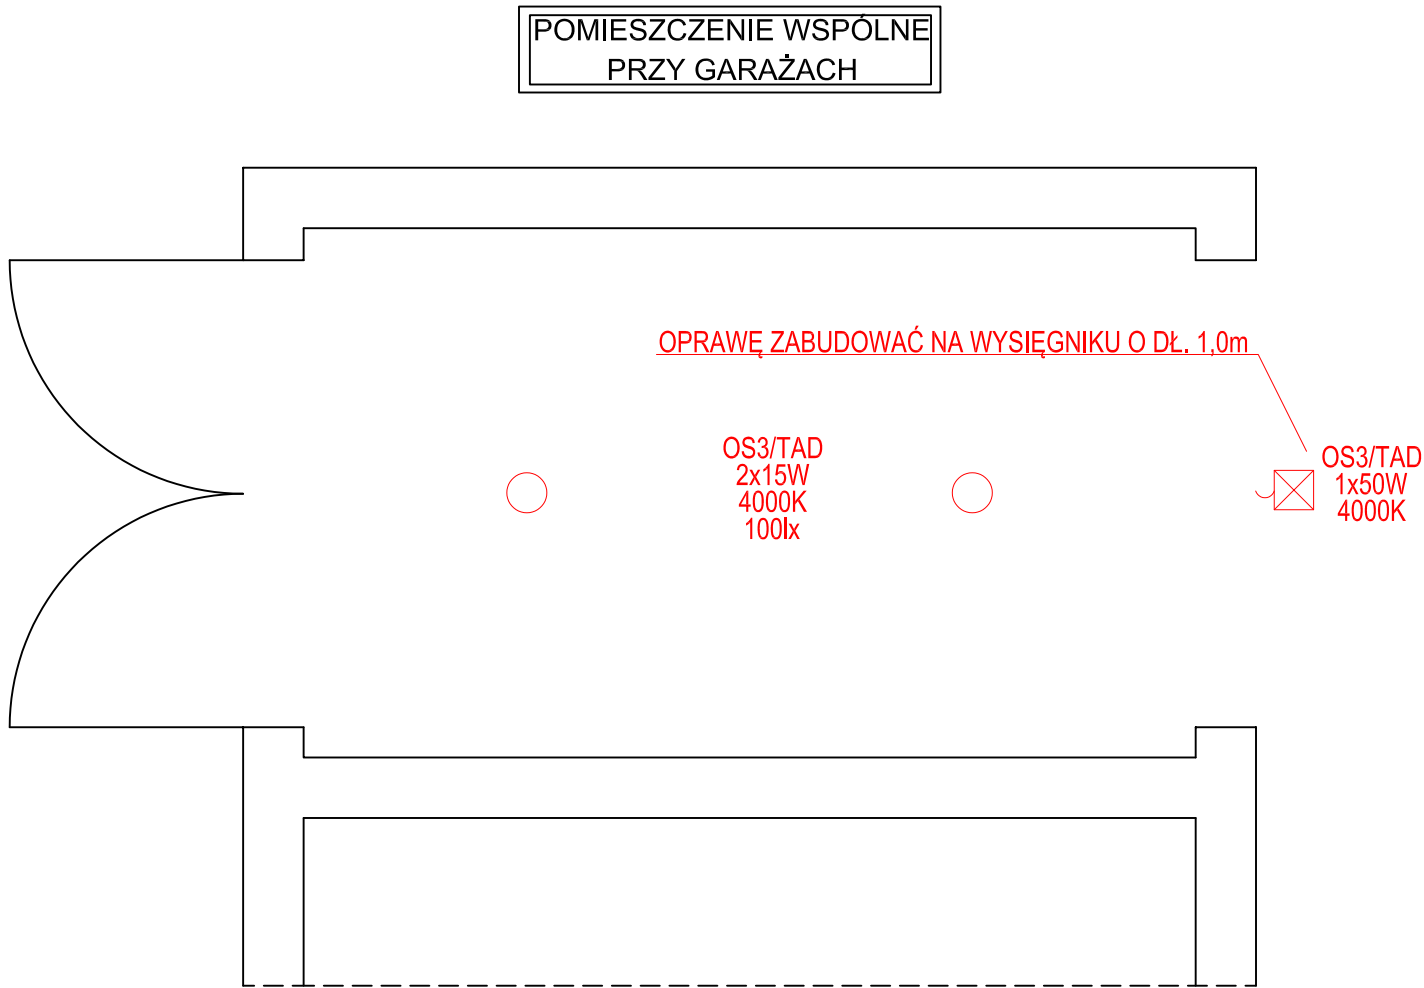 POMIESZCZENIE WSPÓLNE
PRZY GARAŻACH
OPRAWĘ ZABUDOWAĆ NA WYSIĘGNIKU O DŁ. 1,0m
OS3/TAD
2x15W
4000K
100lx
OS3/TAD
1x50W
4000K